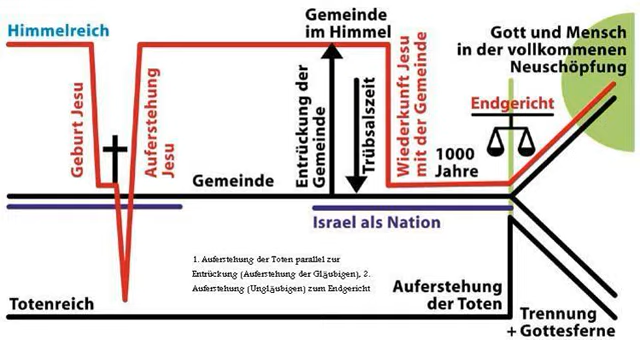 Himmelreich
Geburt Jesu
Auferstehung
Jesu
Gemeinde
Gemeinde
im Himmel
Entrückung der
Gemeinde
Trübsalszeit
Wiederkunft Jesu
mit der Gemeinde
1000
Jahre
Gott und Mensch
in der vollkommenen
Neuschöpfung
Endgericht
Israel als Nation
1. Auferstehung der Toten parallel zur
Entrückung (Auferstehung der Gläubigen), 2.
Auferstehung (Ungläubigen) zum Endgericht
Totenreich
Auferstehung
der Toten
Trennung
+ Gottesferne